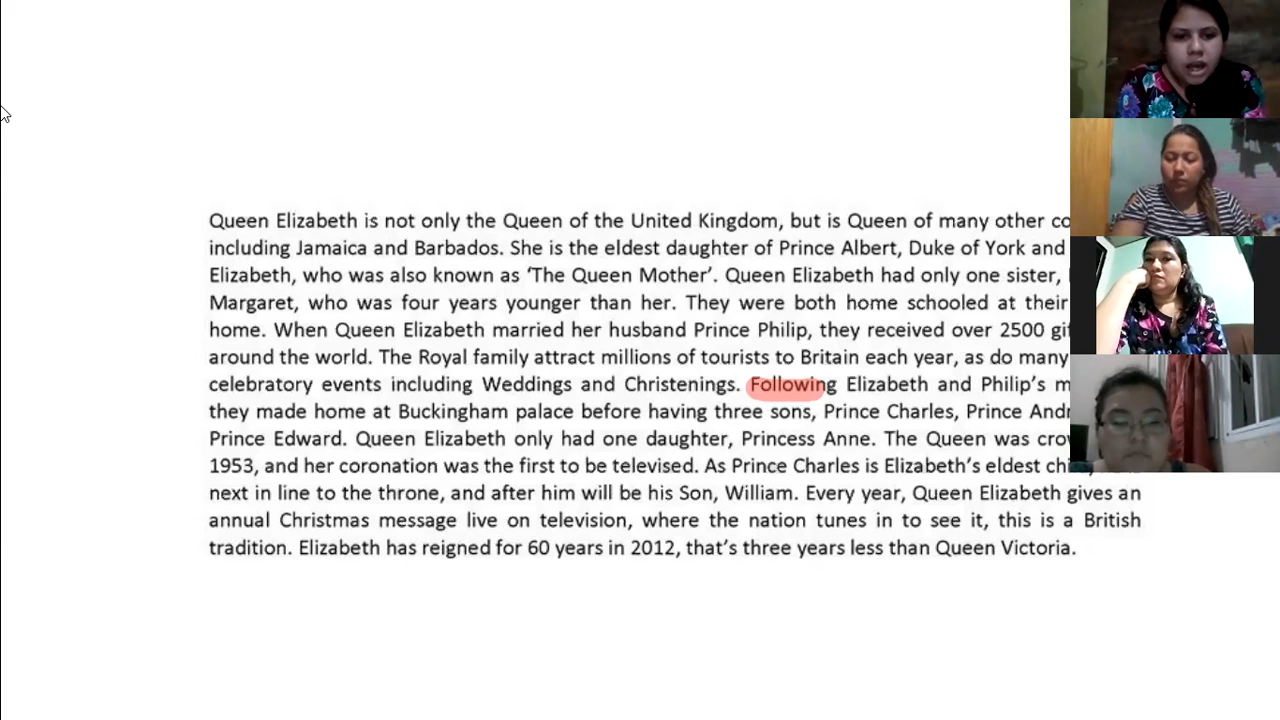 Queen Elizabeth is not only the Queen of the United Kingdom, but is Queen of many other
including Jamaica and Barbados. She is the eldest daughter of Prince Albert, Duke of York and
Elizabeth, who was also known as ‘The Queen Mother’. Queen Elizabeth had only one sister,
Margaret, who was four years younger than her. They were both home schooled at their
home. When Queen Elizabeth married her husband Prince Philip, they received over 2500
around the world. The Royal family attract millions of tourists to Britain each year, as do many
celebratory events including Weddings and Christenings. Following Elizabeth and Philip’s
they made home at Buckingham palace before having three sons, Prince Charles, Prince
Prince Edward. Queen Elizabeth only had one daughter, Princess Anne. The Queen was
1953, and her coronation was the first to be televised. As Prince Charles is Elizabeth’s eldest
next in line to the throne, and after him will be his Son, William. Every year, Queen Elizabeth gives an
annual Christmas message live on television, where the nation tunes in to see it, this is a British
tradition. Elizabeth has reigned for 60 years in 2012, that’s three years less than Queen Victoria.